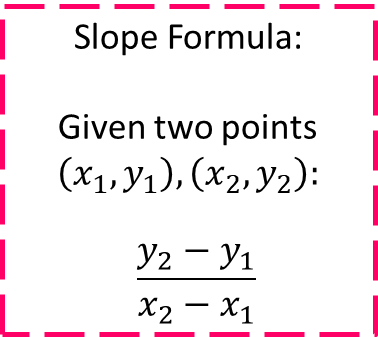 Slope Formula:
Given two points
(x₁, y₁), (x₂, y₂):
y₂ − y₁
x₂ − x₁